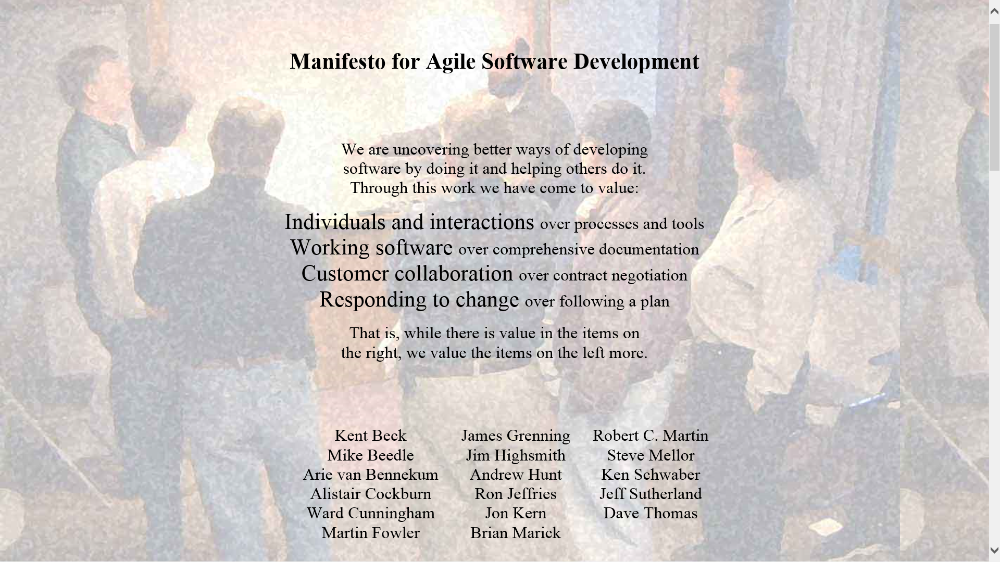 Manifesto for Agile Software Development
We are uncovering better ways of developing
software by doing it and helping others do it.
Through this work we have come to value:
Individuals and interactions over processes and tools
Working software over comprehensive documentation
Customer collaboration over contract negotiation
Responding to change over following a plan
That is, while there is value in the items on
the right, we value the items on the left more.
Kent Beck
Mike Beedle
Arie van Bennekum
Alistair Cockburn
Ward Cunningham
Martin Fowler
James Grenning
Jim Highsmith
Andrew Hunt
Ron Jeffries
Jon Kern
Brian Marick
Robert C. Martin
Steve Mellor
Ken Schwaber
Jeff Sutherland
Dave Thomas